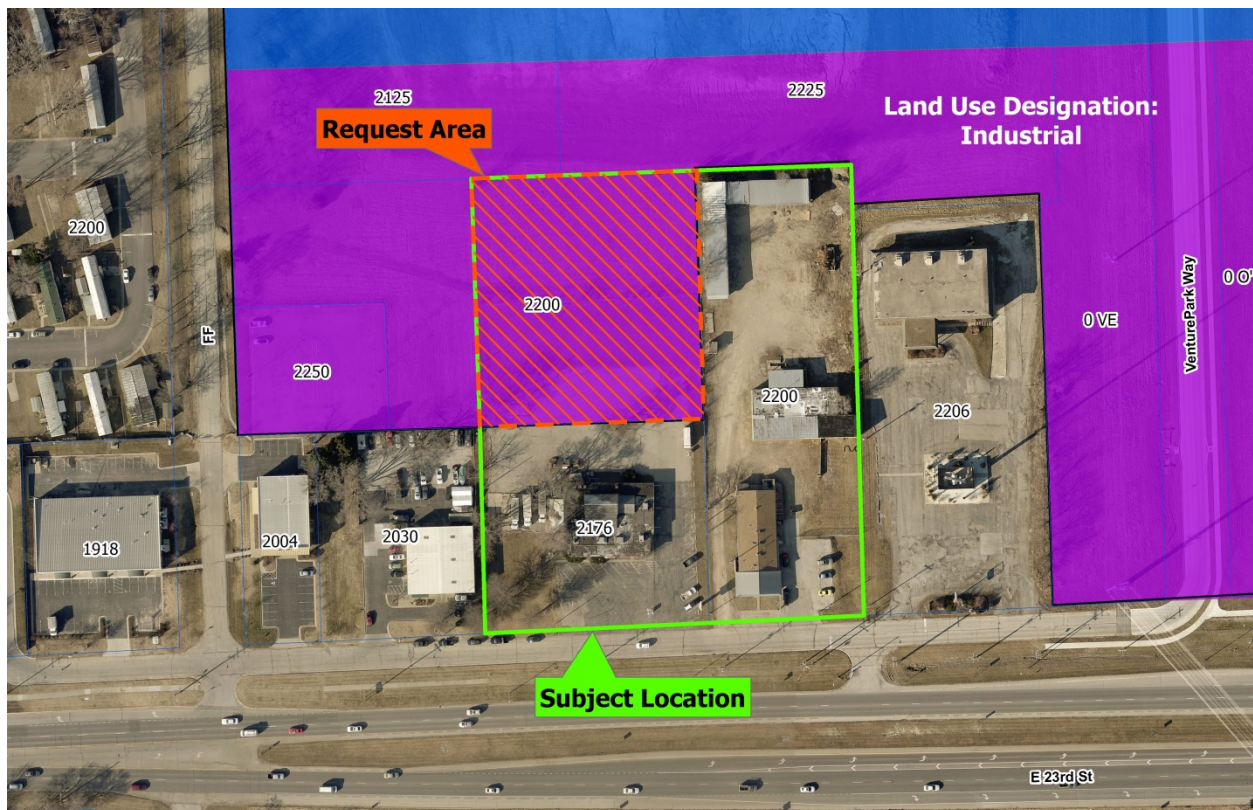 2125
2225
Land Use Designation:
Industrial
Request Area
2200
FF
2200
2250
2200
2206
0 VE
VenturePark Way
0 O'
1918
2004
2030
2176
Subject Location
E 23rd St